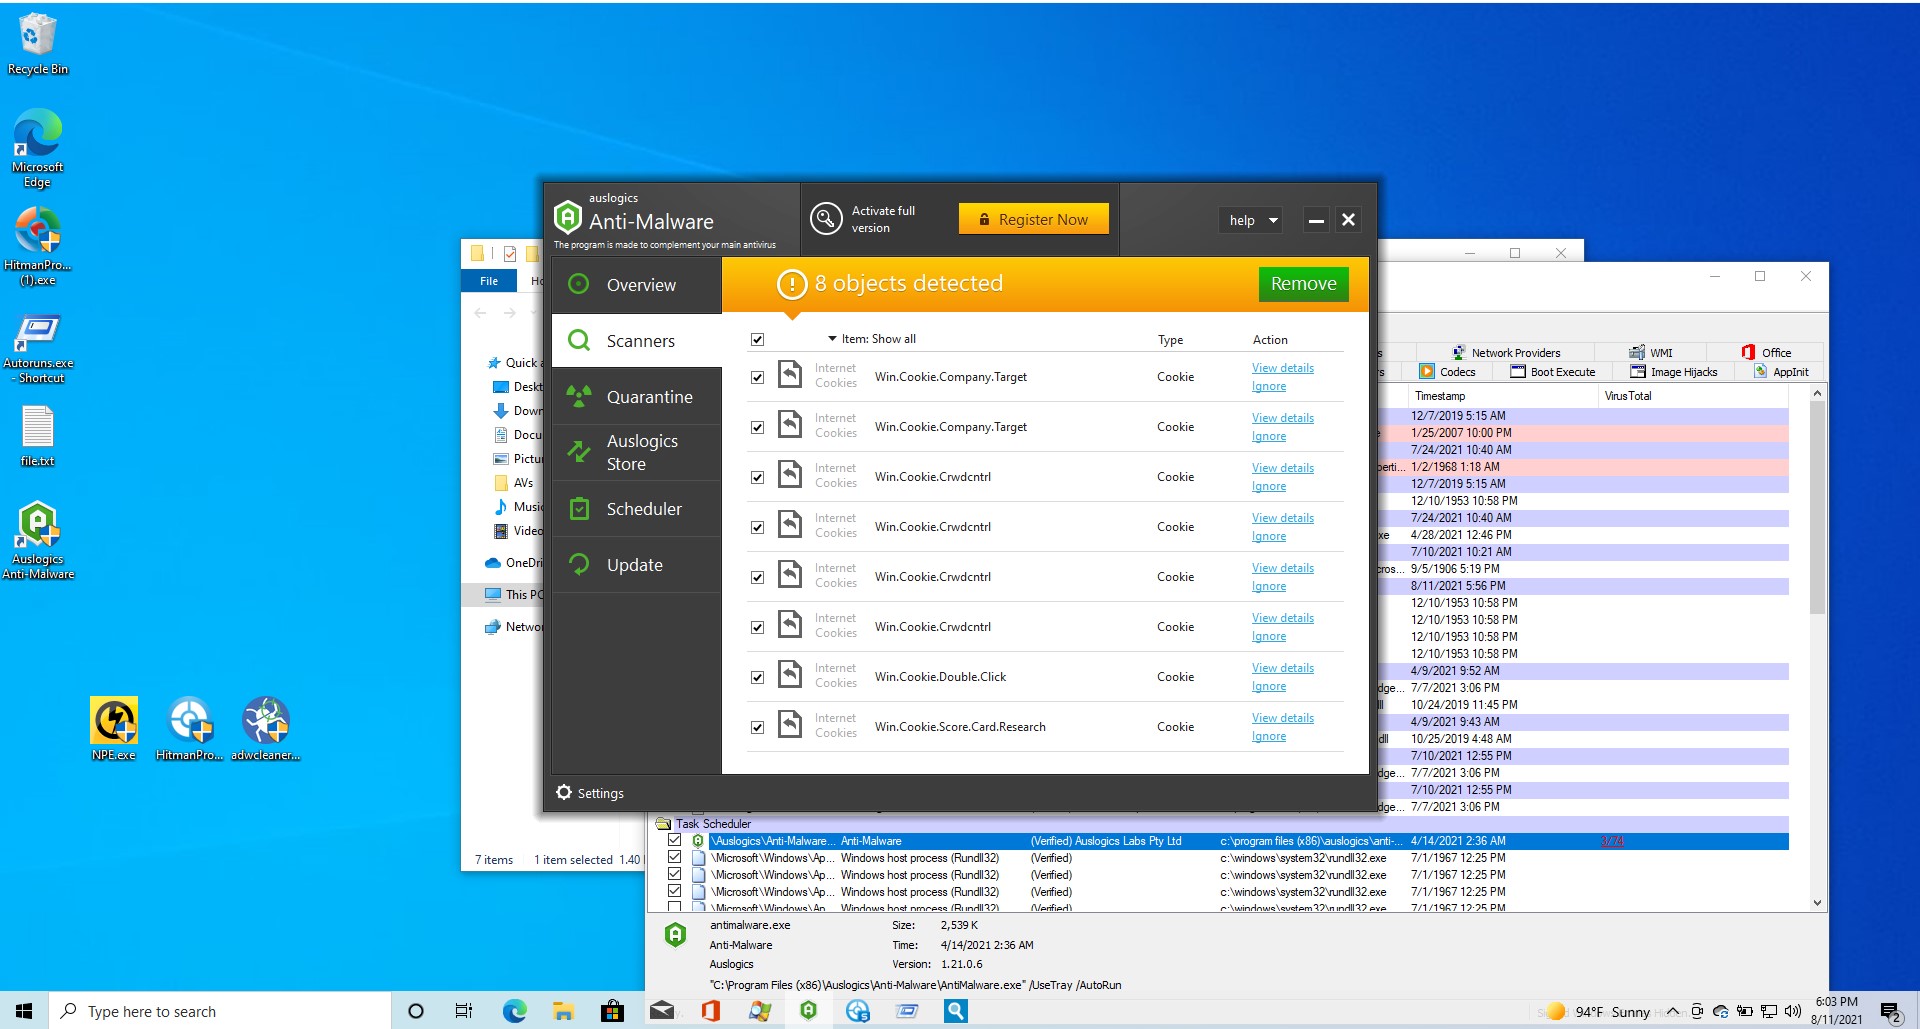 Recycle Bin
Microsoft
Edge
HitmanPro...
(1).exe
Autoruns.exe
- Shortcut
file.txt
Auslogics
Anti-Malware
NPE.exe
HitmanPro...
adwcleaner...
auslogics
Anti-Malware
The program is made to complement your main antivirus
Activate full
version
Register Now
help
Overview
Scanners
Quarantine
Auslogics
Store
Scheduler
Update
Settings
8 objects detected
Remove
Item: Show all Type Action
Internet
Cookies
Win.Cookie.Company.Target Cookie
View details
Ignore
Internet
Cookies
Win.Cookie.Company.Target Cookie
View details
Ignore
Internet
Cookies
Win.Cookie.Crwdcntrl Cookie
View details
Ignore
Internet
Cookies
Win.Cookie.Crwdcntrl Cookie
View details
Ignore
Internet
Cookies
Win.Cookie.Crwdcntrl Cookie
View details
Ignore
Internet
Cookies
Win.Cookie.Crwdcntrl Cookie
View details
Ignore
Internet
Cookies
Win.Cookie.Double.Click Cookie
View details
Ignore
Internet
Cookies
Win.Cookie.Score.Card.Research Cookie
View details
Ignore
File
Quick
This PC
7 items 1 item selected 1.40
Network Providers WMI Office
Codecs Boot Execute Image Hijacks AppInit
Timestamp VirusTotal
12/7/2019 5:15 AM
1/25/2007 10:00 PM
7/24/2021 10:40 AM
1/2/1968 1:18 AM
12/7/2019 5:15 AM
12/10/1953 10:58 PM
7/24/2021 10:40 AM
4/28/2021 12:46 PM
7/10/2021 10:21 AM
9/5/1906 5:19 PM
8/11/2021 5:56 PM
12/10/1953 10:58 PM
12/10/1953 10:58 PM
12/10/1953 10:58 PM
12/10/1953 10:58 PM
4/9/2021 9:52 AM
7/7/2021 3:06 PM
10/24/2019 11:45 PM
4/9/2021 9:43 AM
10/25/2019 4:48 AM
7/10/2021 12:55 PM
7/7/2021 3:06 PM
7/10/2021 12:55 PM
7/7/2021 3:06 PM
Task Scheduler
\Auslogics\Anti-Malware... Anti-Malware (Verified) Auslogics Labs Pty Ltd c:\program files (x86)\auslogics\anti-... 4/14/2021 2:36 AM 3/74
\Microsoft\Windows\Ap... Windows host process (Rundll32) (Verified) c:\windows\system32\rundll32.exe 7/1/1967 12:25 PM
\Microsoft\Windows\Ap... Windows host process (Rundll32) (Verified) c:\windows\system32\rundll32.exe 7/1/1967 12:25 PM
\Microsoft\Windows\Ap... Windows host process (Rundll32) (Verified) c:\windows\system32\rundll32.exe 7/1/1967 12:25 PM
\Microsoft\Windows\Ap... Windows host process (Rundll32) (Verified) c:\windows\system32\rundll32.exe 7/1/1967 12:25 PM
antimalware.exe Size: 2,539 K
Anti-Malware Time: 4/14/2021 2:36 AM
Auslogics Version: 1.21.0.6
"C:\Program Files (x86)\Auslogics\Anti-Malware\AntiMalware.exe" /UseTray /AutoRun
Type here to search
94°F Sunny
6:03 PM
8/11/2021
2